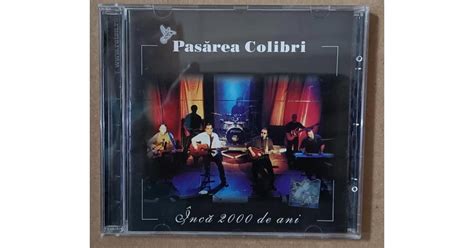 Pasărea Colibri
Încă 2000 de ani